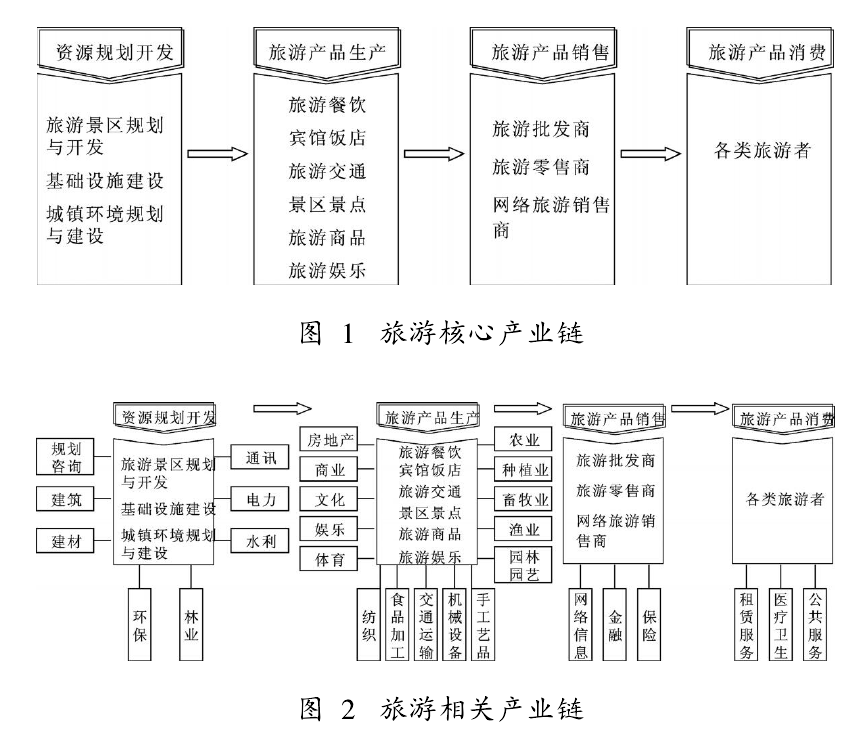 资源规划开发
旅游产品生产
旅游产品销售
旅游产品消费
旅游景区规划
与开发
基础设施建设
城镇环境规划
与建设
旅游餐饮
宾馆饭店
旅游交通
景区景点
旅游商品
旅游娱乐
旅游批发商
旅游零售商
网络旅游销售
商
各类旅游者
图 1 旅游核心产业链
资源规划开发
旅游产品生产
旅游产品销售
旅游产品消费
规划
咨询
建筑
建材
旅游景区规划
与开发
基础设施建设
城镇环境规划
与建设
通讯
电力
水利
环保
林业
房地产
商业
文化
娱乐
体育
旅游餐饮
宾馆饭店
旅游交通
景区景点
旅游商品
旅游娱乐
农业
种植业
畜牧业
渔业
园林
园艺
纺织
食品加工
交通运输
机械设备
手工艺品
旅游批发商
旅游零售商
网络旅游销
售商
网络信息
金融
保险
各类旅游者
租赁服务
医疗卫生
公共服务
图 2 旅游相关产业链